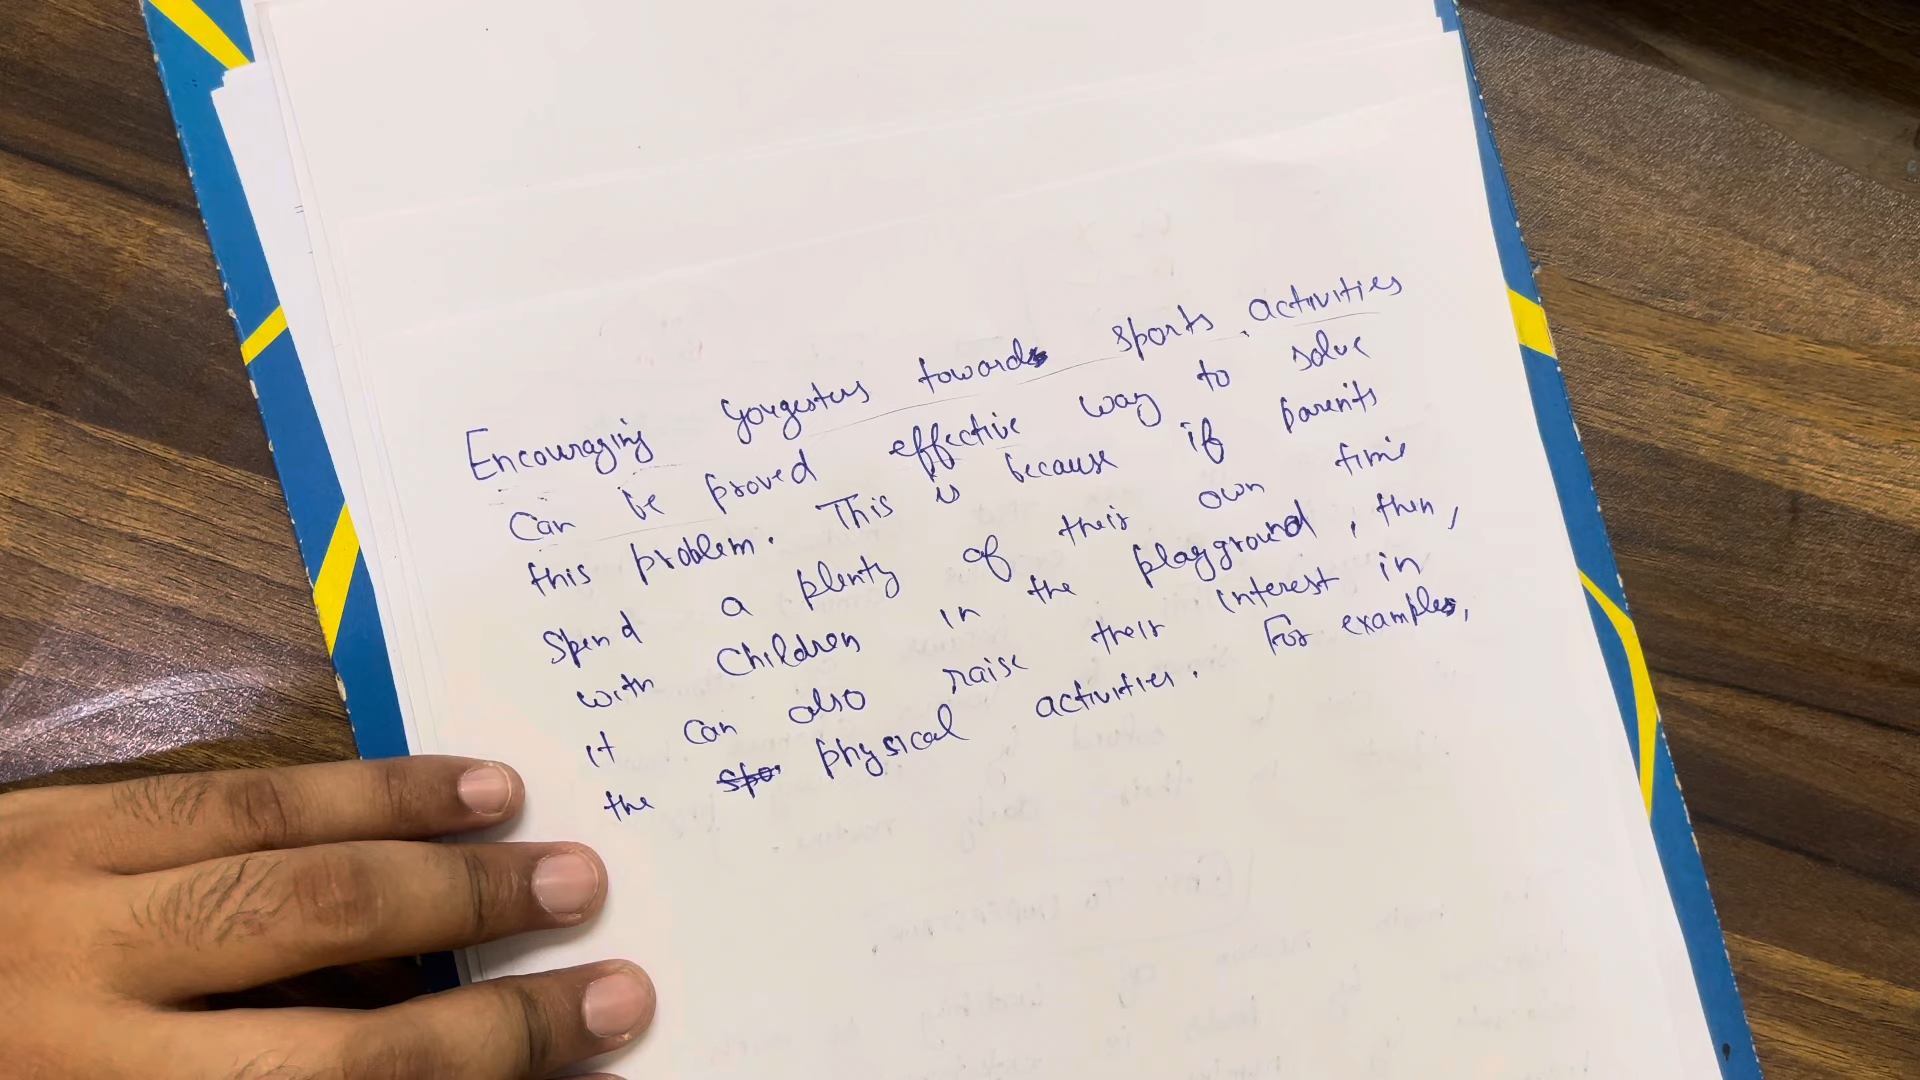 Encouraging yougesters towards sports activities
can be proved effective way to solve
this problem. This is because if parents
spend a plenty of their own time
with children in the playground, then,
it can also raise their interest in
the spo physical activities. For examples,